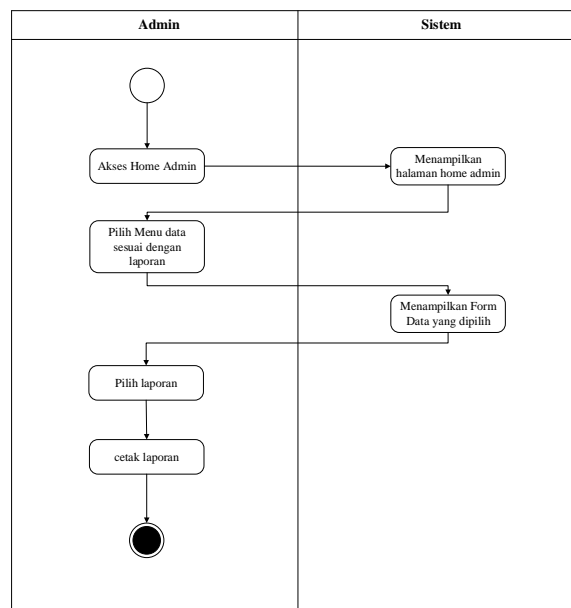 Admin
Sistem
Akses Home Admin
Menampilkan
halaman home admin
Pilih Menu data
sesuai dengan
laporan
Menampilkan Form
Data yang dipilih
Pilih laporan
cetak laporan